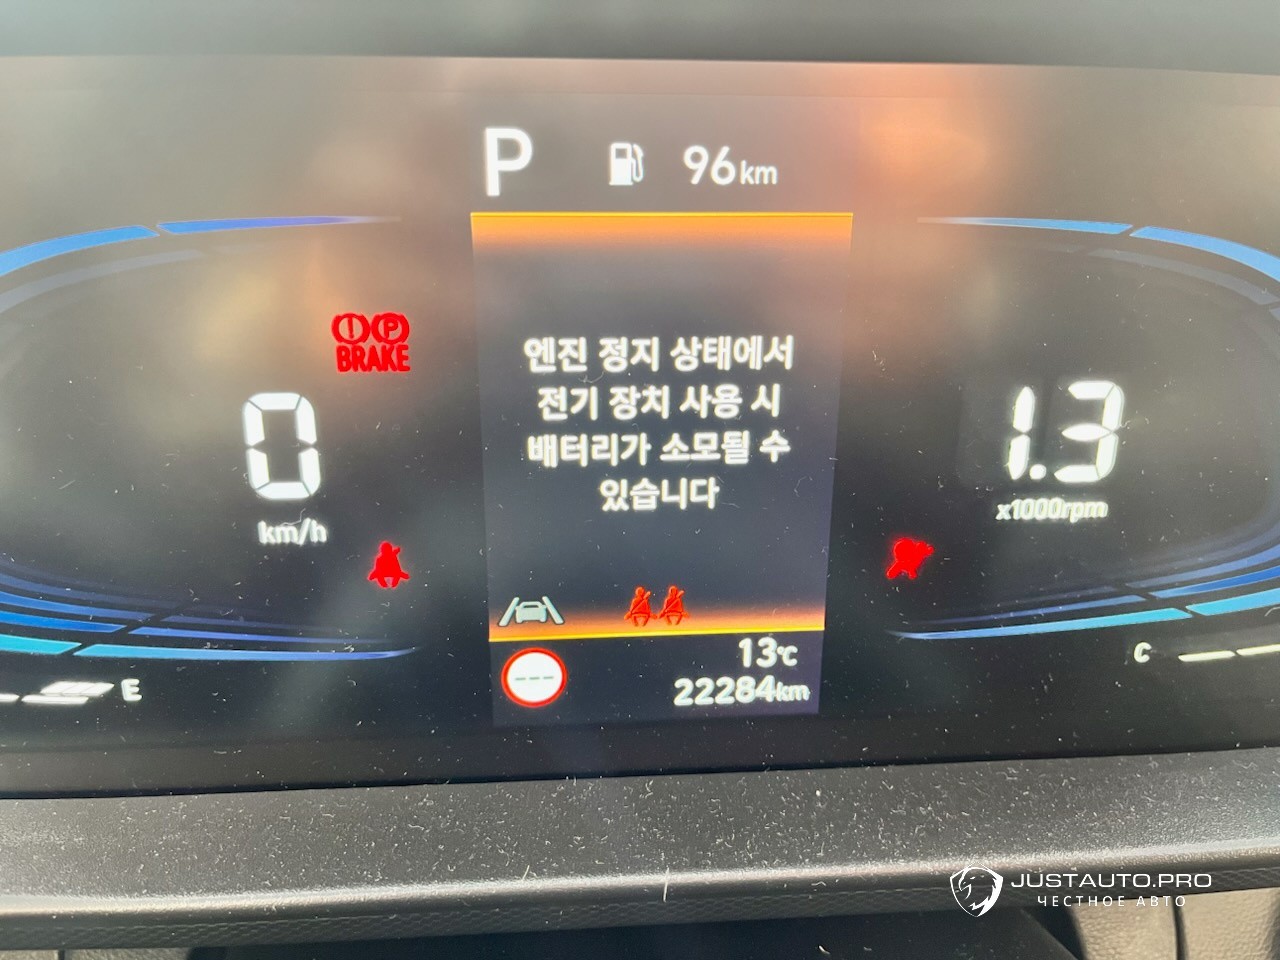 P
96km
BRAKE
엔진 정지 상태에서
전기 장치 사용 시
배터리가 소모될 수
있습니다
0
km/h
1.3
x1000rpm
13℃
22284km
E
C
JUSTAUTO.PRO
ЧЕСТНОЕ АВТО